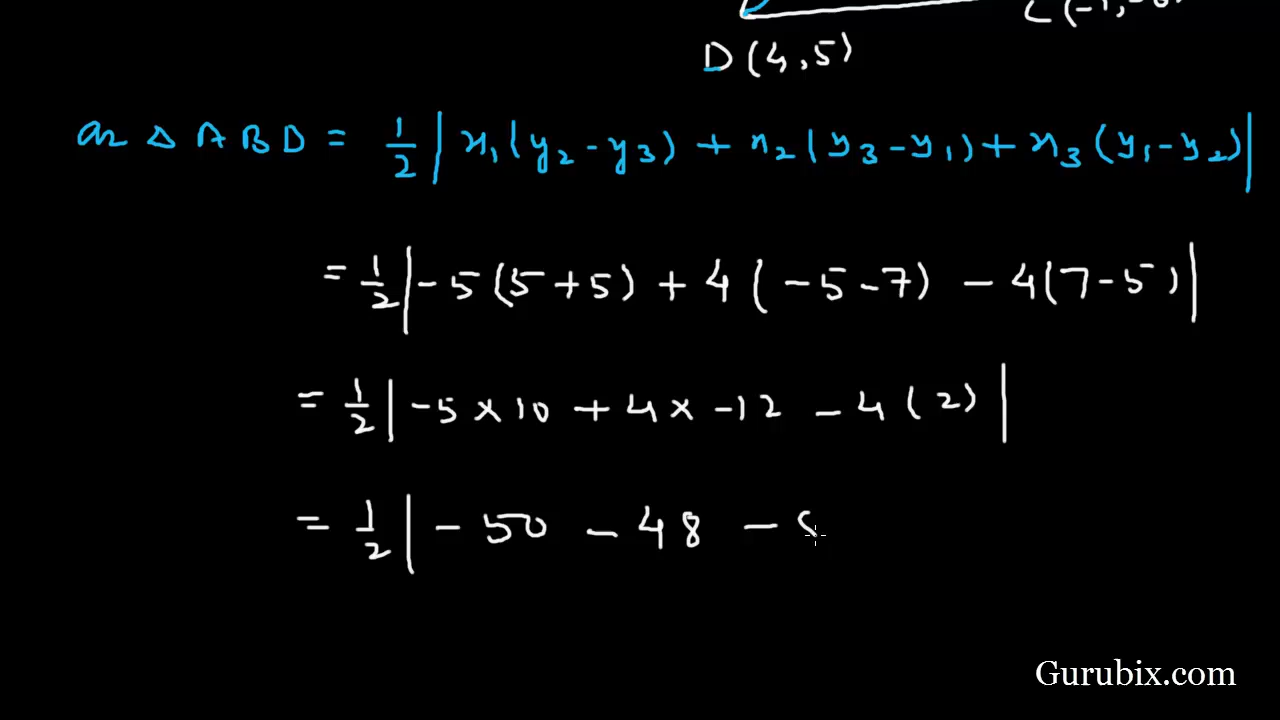 C (-1, -6)
D (4, 5)
ar Δ A B D = 1/2 | x₁(y₂ - y₃) + x₂(y₃ - y₁) + x₃(y₁ - y₂) |
= 1/2 | -5 (5 + 5) + 4 ( -5 - 7) - 4 (7 - 5) |
= 1/2 | -5 × 10 + 4 × -12 - 4 (2) |
= 1/2 | - 50 - 48 -
Gurubix.com